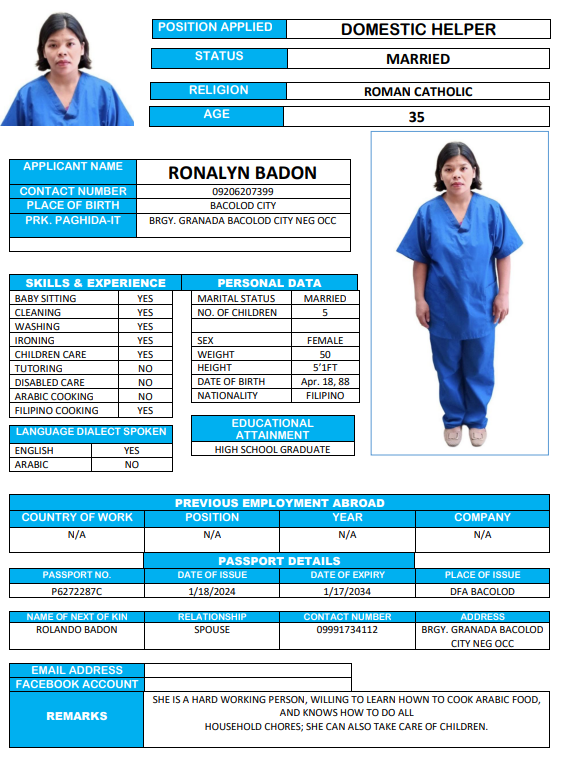 POSITION APPLIED DOMESTIC HELPER
STATUS MARRIED
RELIGION ROMAN CATHOLIC
AGE 35
APPLICANT NAME RONALYN BADON
CONTACT NUMBER 09206207399
PLACE OF BIRTH BACOLOD CITY
PRK. PAGHIDA-IT BRGY. GRANADA BACOLOD CITY NEG OCC
SKILLS & EXPERIENCE
BABY SITTING YES
CLEANING YES
WASHING YES
IRONING YES
CHILDREN CARE YES
TUTORING NO
DISABLED CARE NO
ARABIC COOKING NO
FILIPINO COOKING YES
LANGUAGE DIALECT SPOKEN
ENGLISH YES
ARABIC NO
PERSONAL DATA
MARITAL STATUS MARRIED
NO. OF CHILDREN 5
SEX FEMALE
WEIGHT 50
HEIGHT 5'1FT
DATE OF BIRTH Apr. 18, 88
NATIONALITY FILIPINO
EDUCATIONAL
ATTAINMENT
HIGH SCHOOL GRADUATE
PREVIOUS EMPLOYMENT ABROAD
COUNTRY OF WORK POSITION YEAR COMPANY
N/A N/A N/A N/A
PASSPORT DETAILS
PASSPORT NO. DATE OF ISSUE DATE OF EXPIRY PLACE OF ISSUE
P6272287C 1/18/2024 1/17/2034 DFA BACOLOD
NAME OF NEXT OF KIN RELATIONSHIP CONTACT NUMBER ADDRESS
ROLANDO BADON SPOUSE 09991734112 BRGY. GRANADA BACOLOD
CITY NEG OCC
EMAIL ADDRESS
FACEBOOK ACCOUNT
REMARKS
SHE IS A HARD WORKING PERSON, WILLING TO LEARN HOWN TO COOK ARABIC FOOD,
AND KNOWS HOW TO DO ALL
HOUSEHOLD CHORES; SHE CAN ALSO TAKE CARE OF CHILDREN.